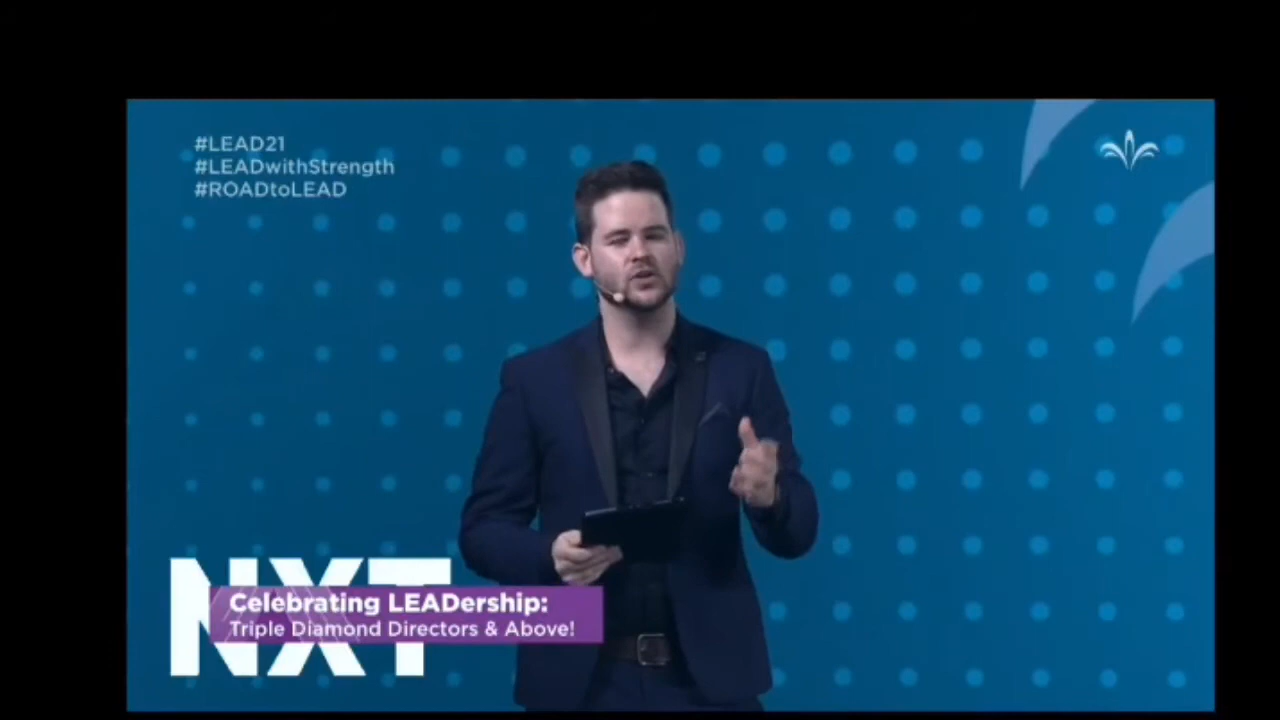 #LEAD21
#LEADwithStrength
#ROADtoLEAD
NXT
Celebrating LEADership:
Triple Diamond Directors & Above!